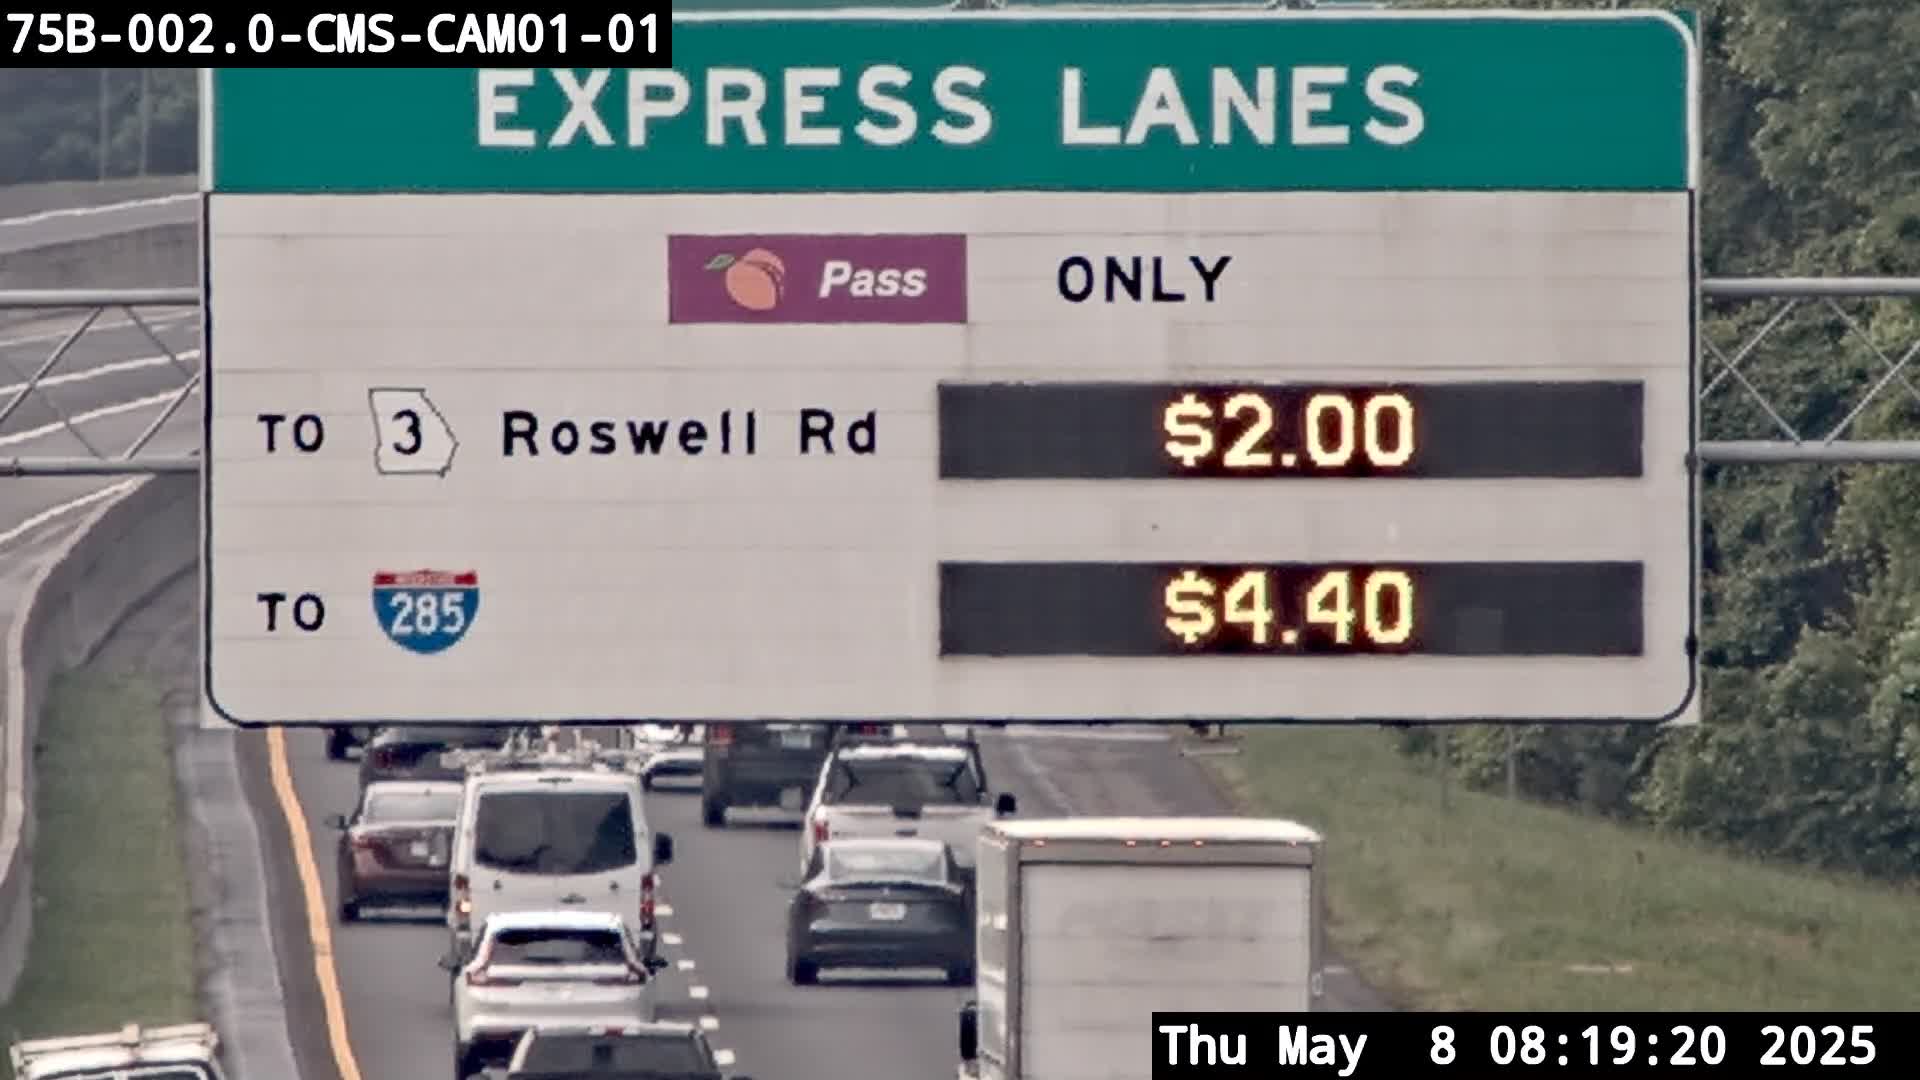 75B-002.0-CMS-CAM01-01
EXPRESS LANES
Pass ONLY
TO 3 Roswell Rd $2.00
TO 285 $4.40
Thu May 8 08:19:20 2025